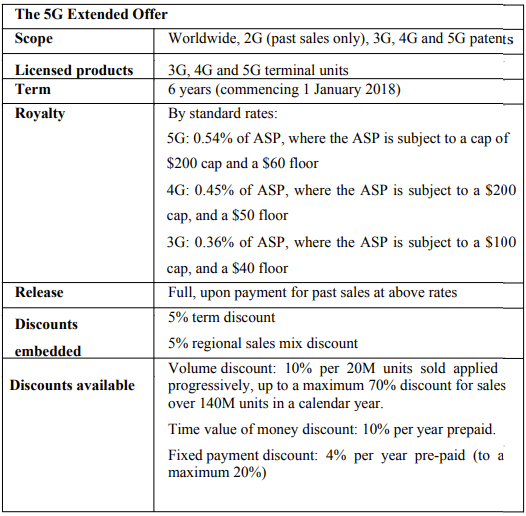 The 5G Extended Offer
Scope
Worldwide, 2G (past sales only), 3G, 4G and 5G patents
Licensed products
3G, 4G and 5G terminal units
Term
6 years (commencing 1 January 2018)
Royalty
By standard rates:
5G: 0.54% of ASP, where the ASP is subject to a cap of
$200 cap and a $60 floor
4G: 0.45% of ASP, where the ASP is subject to a $200
cap, and a $50 floor
3G: 0.36% of ASP, where the ASP is subject to a $100
cap, and a $40 floor
Release
Full, upon payment for past sales at above rates
Discounts
embedded
5% term discount
5% regional sales mix discount
Discounts available
Volume discount: 10% per 20M units sold applied
progressively, up to a maximum 70% discount for sales
over 140M units in a calendar year.
Time value of money discount: 10% per year prepaid.
Fixed payment discount: 4% per year pre-paid (to a
maximum 20%)